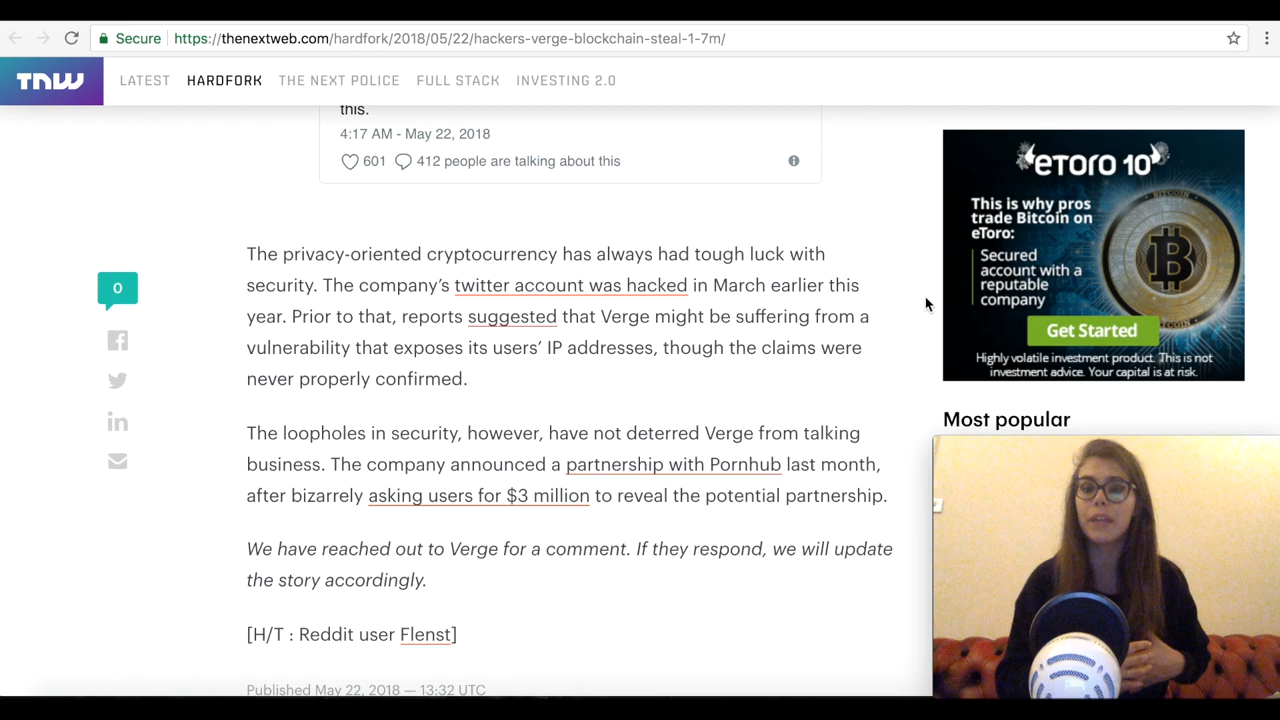 Secure https://thenextweb.com/hardfork/2018/05/22/hackers-verge-blockchain-steal-1-7m/
TNW LATEST HARDFORK THE NEXT POLICE FULL STACK INVESTING 2.0
this.
4:17 AM - May 22, 2018
601 412 people are talking about this
The privacy-oriented cryptocurrency has always had tough luck with
security. The company’s twitter account was hacked in March earlier this
year. Prior to that, reports suggested that Verge might be suffering from a
vulnerability that exposes its users’ IP addresses, though the claims were
never properly confirmed.
The loopholes in security, however, have not deterred Verge from talking
business. The company announced a partnership with Pornhub last month,
after bizarrely asking users for $3 million to reveal the potential partnership.
We have reached out to Verge for a comment. If they respond, we will update
the story accordingly.
[H/T : Reddit user Flenst]
Published May 22, 2018 — 13:32 UTC
0
eToro 10
This is why pros
trade Bitcoin on
eToro:
Secured
account with a
reputable
company
BITCOIN
Get Started
Highly volatile investment product. This is not
investment advice. Your capital is at risk.
Most popular